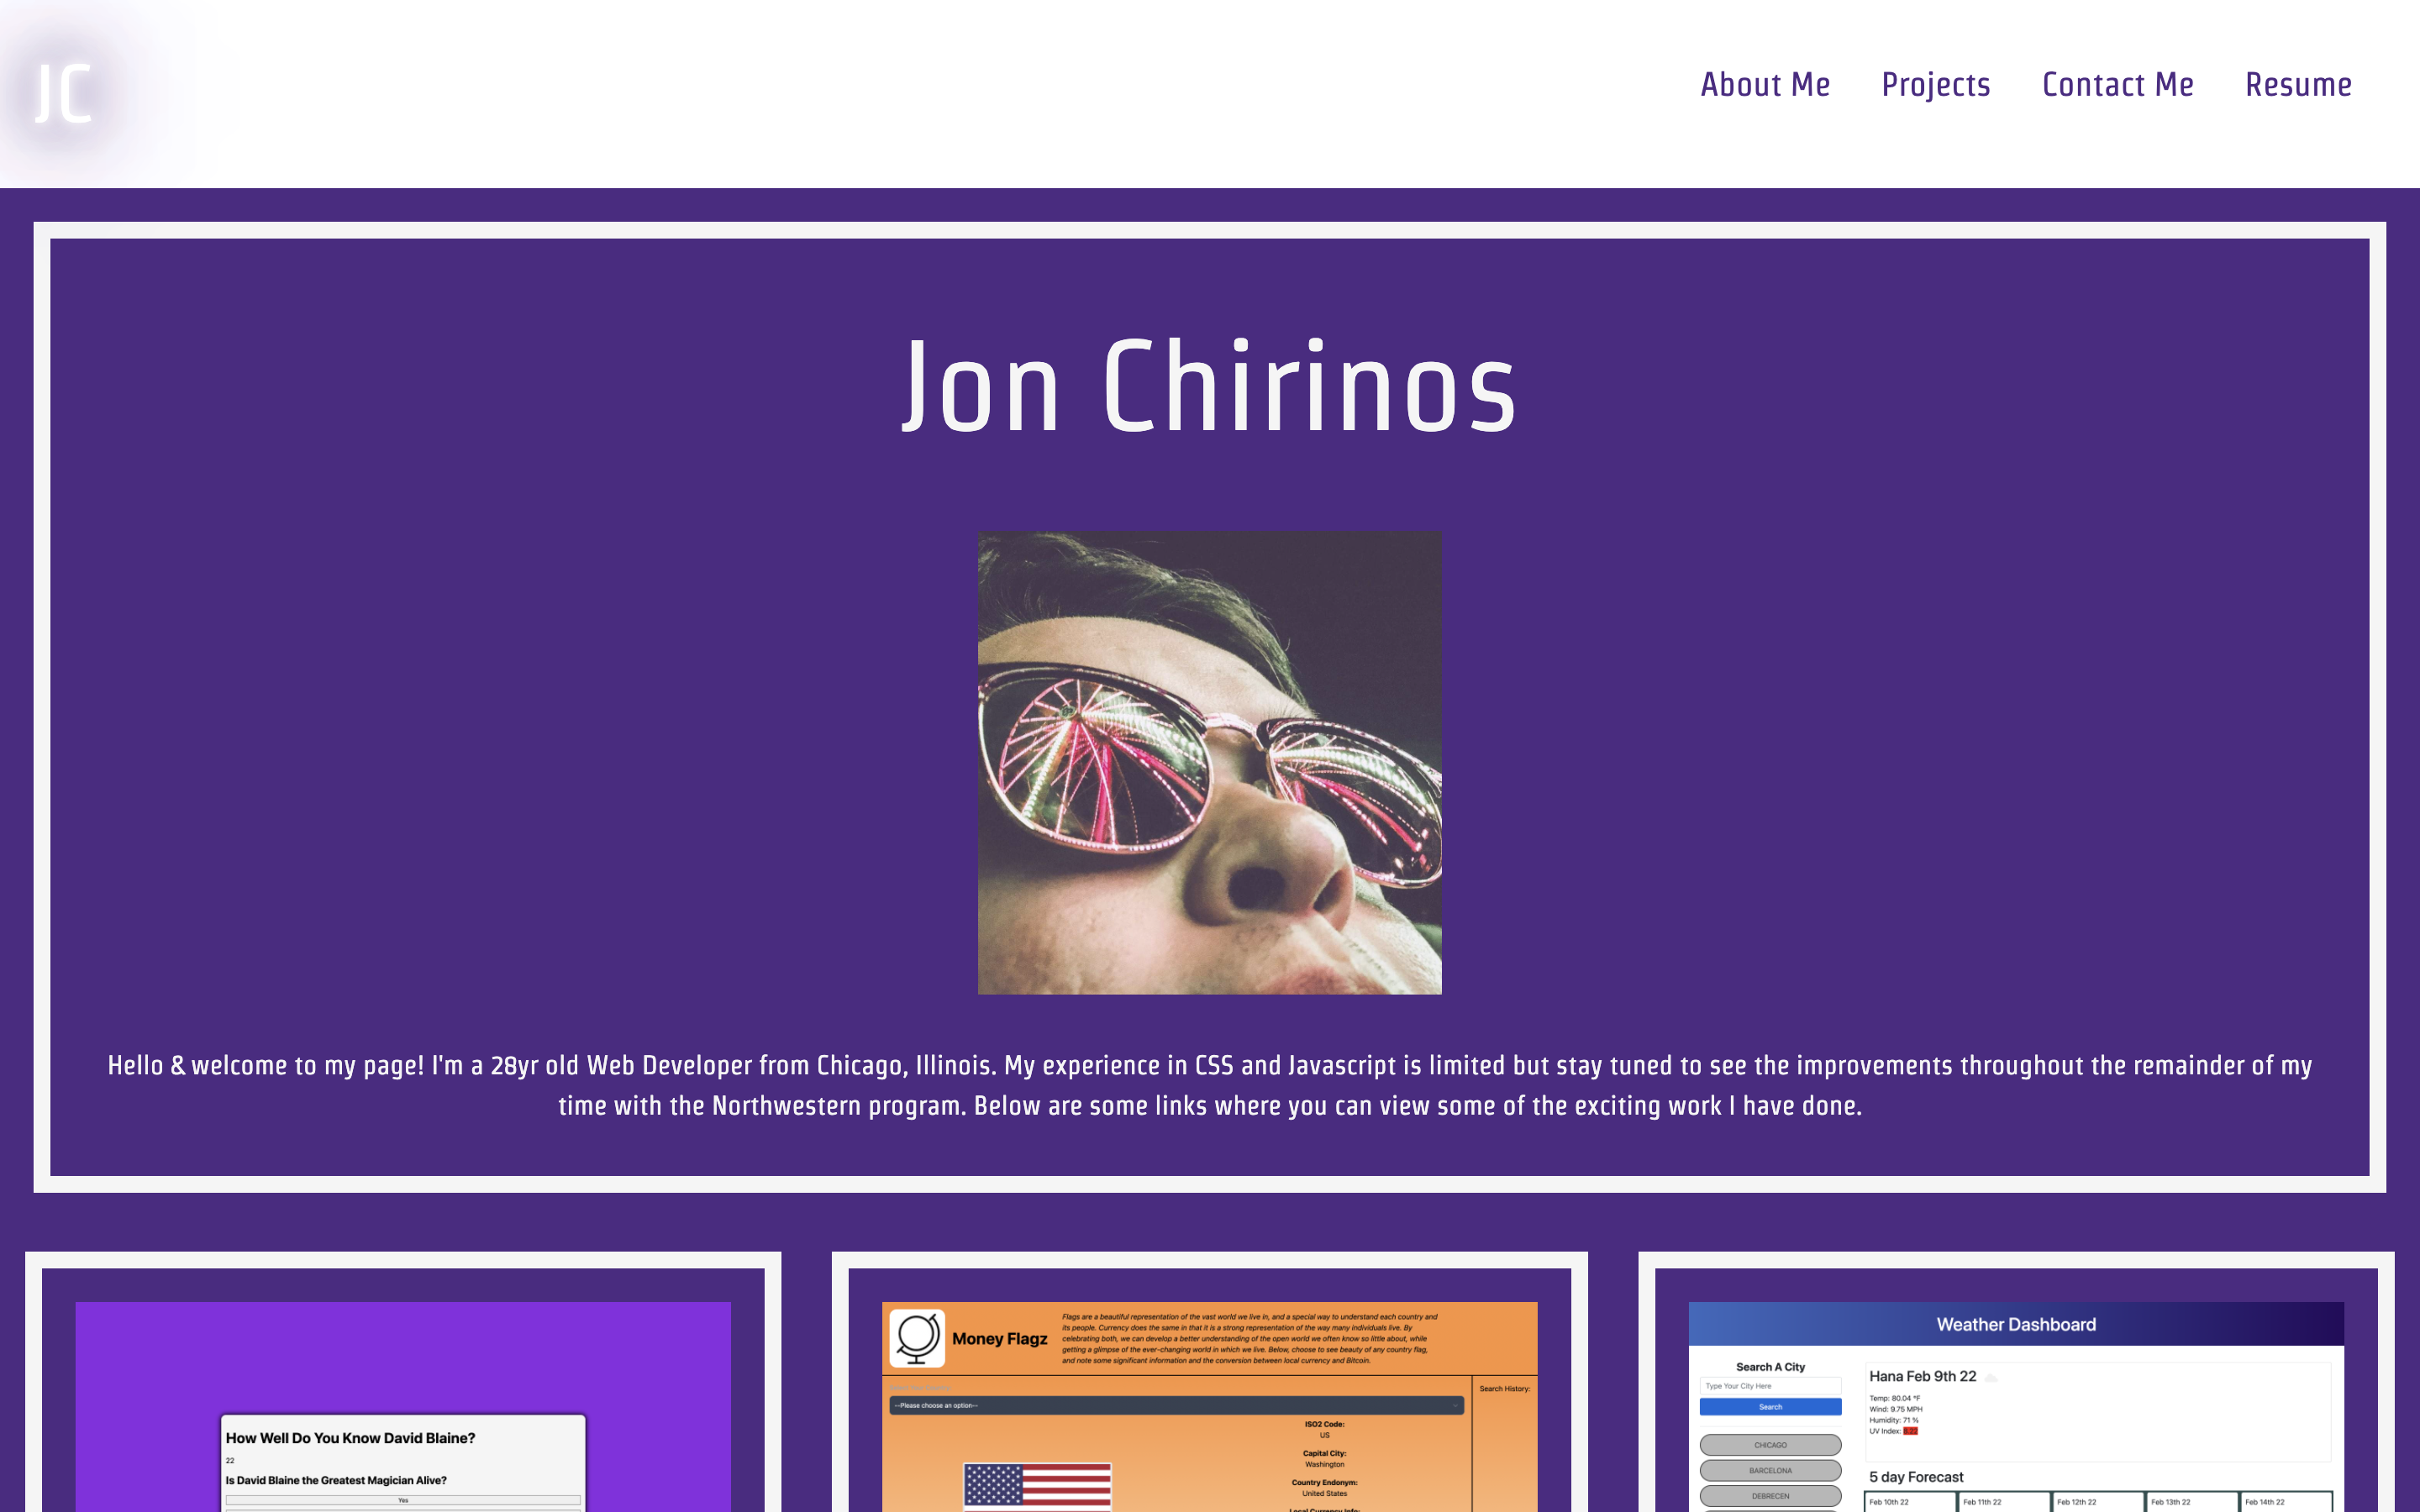 JC
About Me
Projects
Contact Me
Resume
Jon Chirinos
Hello & welcome to my page! I'm a 28yr old Web Developer from Chicago, Illinois. My experience in CSS and Javascript is limited but stay tuned to see the improvements throughout the remainder of my
time with the Northwestern program. Below are some links where you can view some of the exciting work I have done.
How Well Do You Know David Blaine?
22
Is David Blaine the Greatest Magician Alive?
Yes
Money Flagz
Flags are a beautiful representation of the vast world we live in, and a special way to understand each country and
its people. Currency does the same in that it is a strong representation of the way many individuals live. By
celebrating both, we can develop a better understanding of the open world we often know so little about, while
getting a glimpse of the ever-changing world in which we live. Below, choose to see beauty of any country flag,
and note some significant information and the conversion between local currency and Bitcoin.
--Please choose an option--
Search History:
ISO2 Code:
US
Capital City:
Washington
Country Endonym:
United States
Local Currency Info:
Weather Dashboard
Search A City
Type Your City Here
Search
CHICAGO
BARCELONA
DEBRECEN
Hana Feb 9th 22
Temp: 80.04 °F
Wind: 9.75 MPH
Humidity: 71 %
UV Index:
5 day Forecast
Feb 10th 22
Feb 11th 22
Feb 12th 22
Feb 13th 22
Feb 14th 22